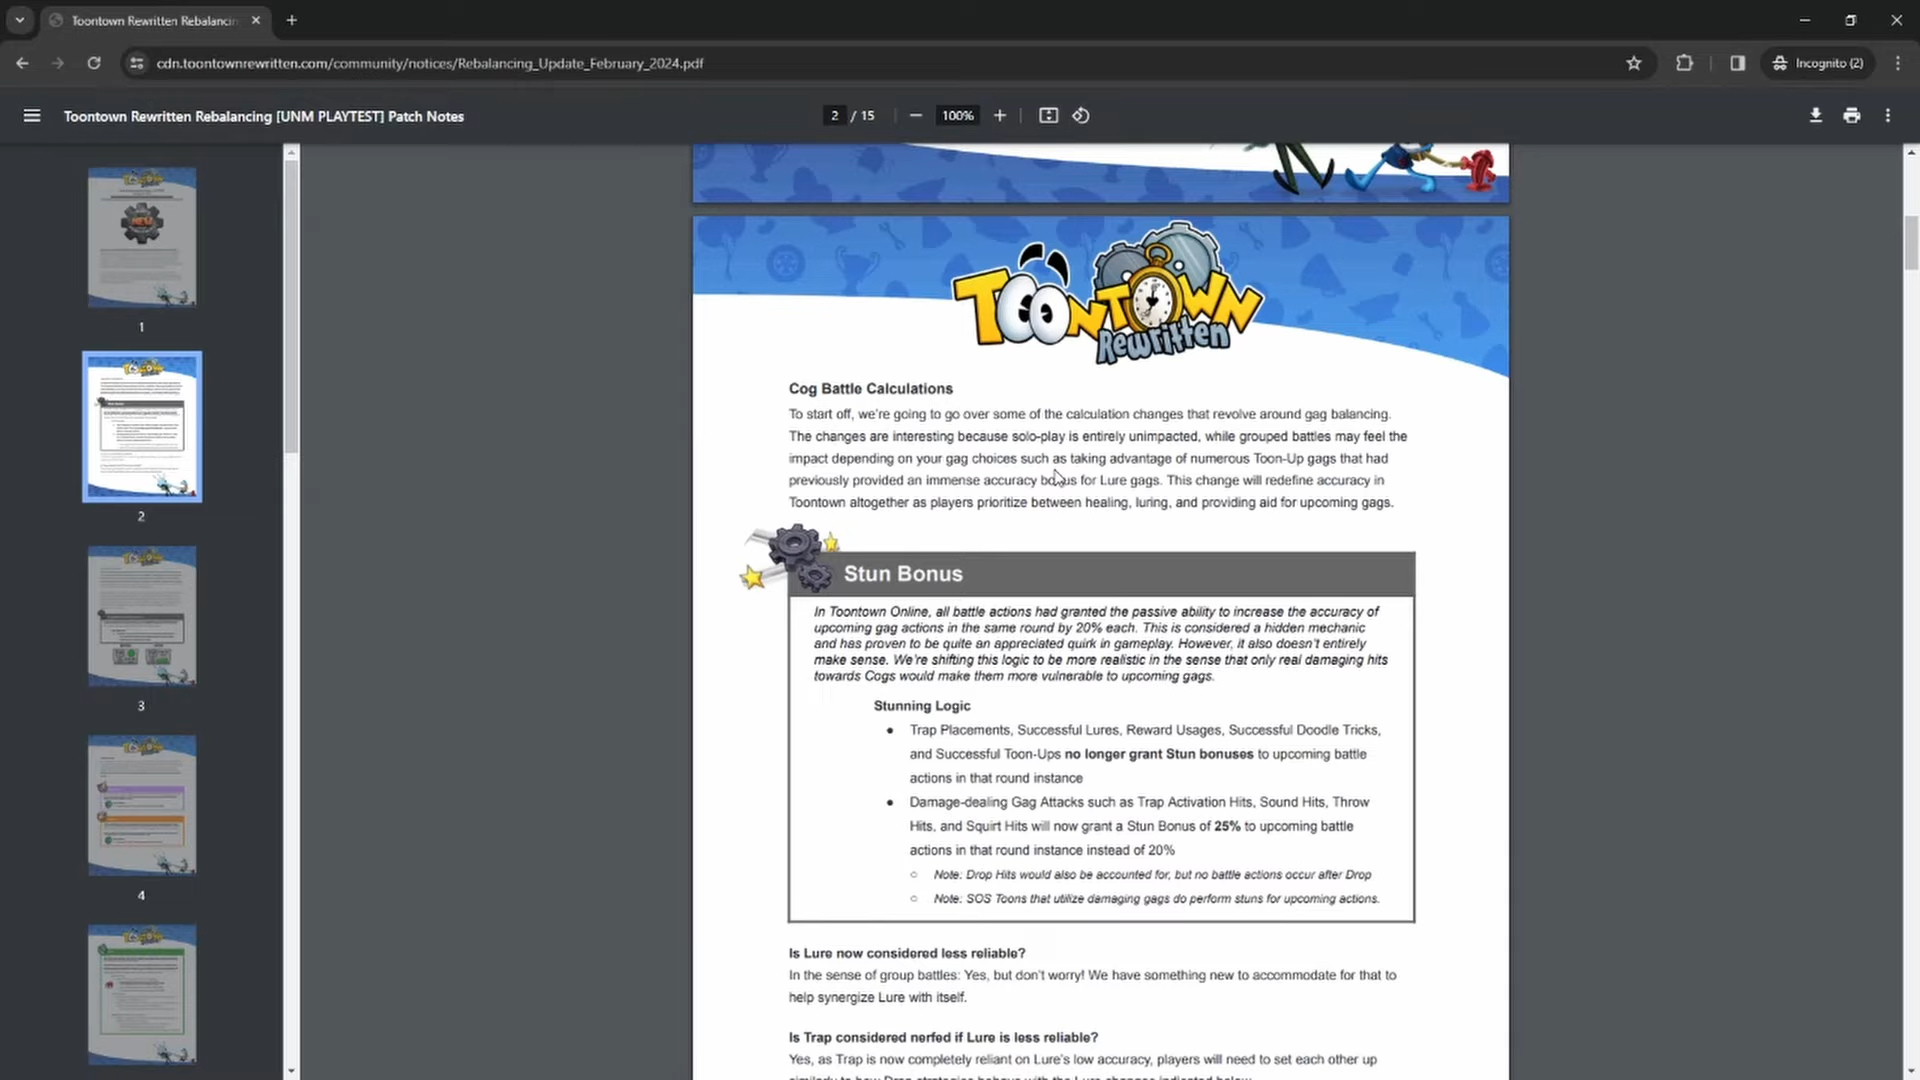 Toontown Rewritten Rebalancin
cdn.toontownrewritten.com/community/notices/Rebalancing_Update_February_2024.pdf
Incognito (2)
Toontown Rewritten Rebalancing [UNM PLAYTEST] Patch Notes
2 / 15
100%
1
2
3
4
TOONTOWN
Rewritten
Cog Battle Calculations
To start off, we're going to go over some of the calculation changes that revolve around gag balancing.
The changes are interesting because solo-play is entirely unimpacted, while grouped battles may feel the
impact depending on your gag choices such as taking advantage of numerous Toon-Up gags that had
previously provided an immense accuracy bonus for Lure gags. This change will redefine accuracy in
Toontown altogether as players prioritize between healing, luring, and providing aid for upcoming gags.
Stun Bonus
In Toontown Online, all battle actions had granted the passive ability to increase the accuracy of
upcoming gag actions in the same round by 20% each. This is considered a hidden mechanic
and has proven to be quite an appreciated quirk in gameplay. However, it also doesn't entirely
make sense. We're shifting this logic to be more realistic in the sense that only real damaging hits
towards Cogs would make them more vulnerable to upcoming gags.
Stunning Logic
● Trap Placements, Successful Lures, Reward Usages, Successful Doodle Tricks,
and Successful Toon-Ups no longer grant Stun bonuses to upcoming battle
actions in that round instance
● Damage-dealing Gag Attacks such as Trap Activation Hits, Sound Hits, Throw
Hits, and Squirt Hits will now grant a Stun Bonus of 25% to upcoming battle
actions in that round instance instead of 20%
○ Note: Drop Hits would also be accounted for, but no battle actions occur after Drop
○ Note: SOS Toons that utilize damaging gags do perform stuns for upcoming actions.
Is Lure now considered less reliable?
In the sense of group battles: Yes, but don't worry! We have something new to accommodate for that to
help synergize Lure with itself.
Is Trap considered nerfed if Lure is less reliable?
Yes, as Trap is now completely reliant on Lure's low accuracy, players will need to set each other up
similarly to how Drop strategies behave with the Lure changes indicated below